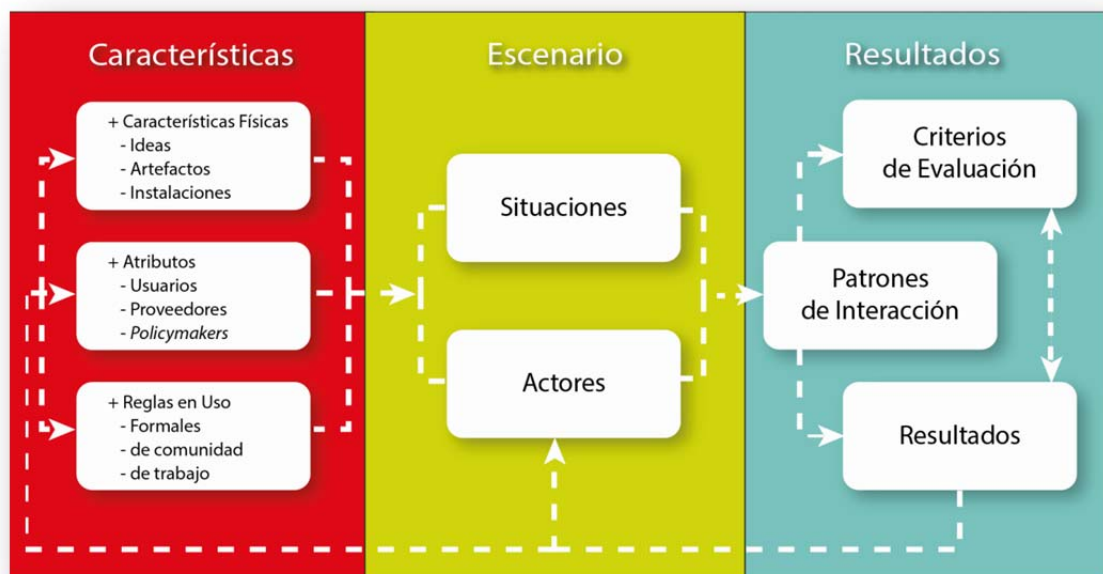 Características
+ Características Físicas
- Ideas
- Artefactos
- Instalaciones
+ Atributos
- Usuarios
- Proveedores
- Policymakers
+ Reglas en Uso
- Formales
- de comunidad
- de trabajo
Escenario
Situaciones
Actores
Resultados
Criterios
de Evaluación
Patrones
de Interacción
Resultados